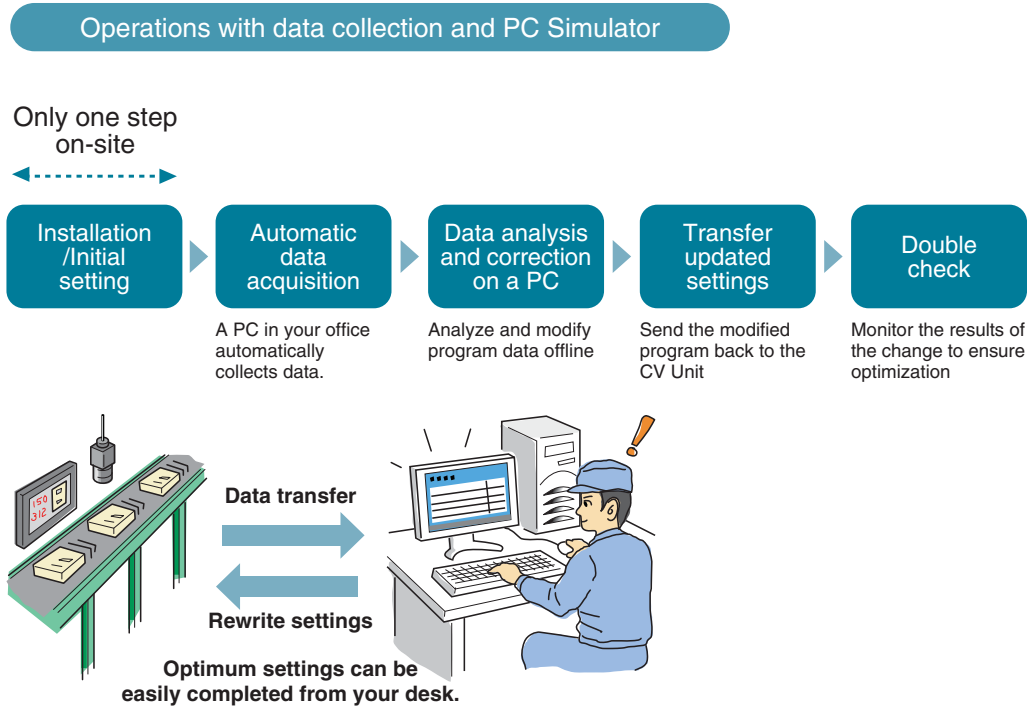 Operations with data collection and PC Simulator
Only one step
on-site
Installation
/Initial
setting
Automatic
data
acquisition
A PC in your office
automatically
collects data.
Data analysis
and correction
on a PC
Analyze and modify
program data offline
Transfer
updated
settings
Send the modified
program back to the
CV Unit
Double
check
Monitor the results of
the change to ensure
optimization
150
312
Data transfer
Rewrite settings
Optimum settings can be
easily completed from your desk.